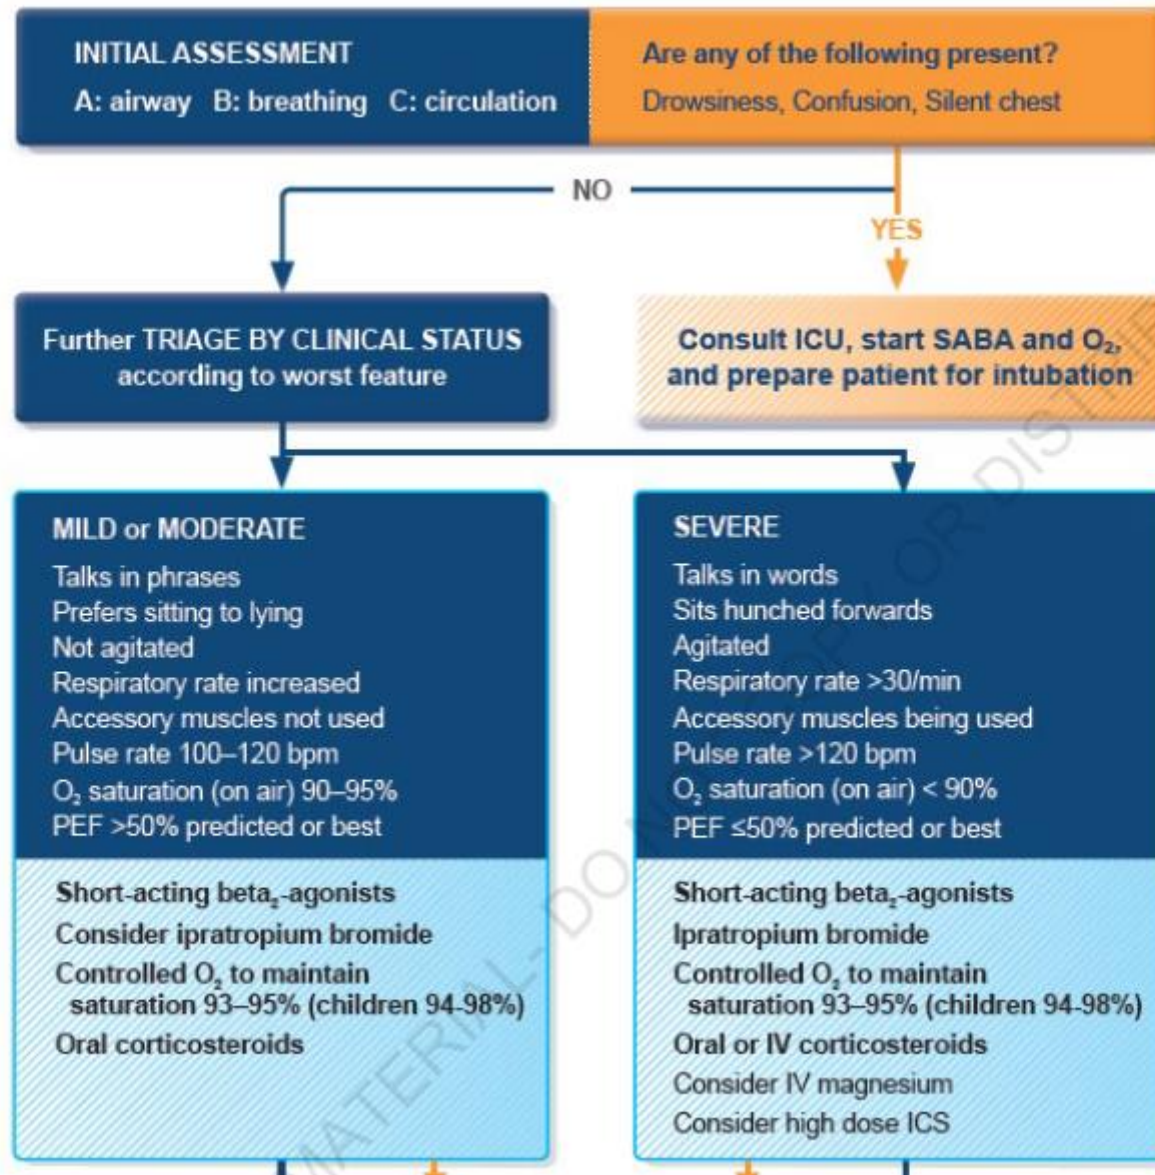 INITIAL ASSESSMENT
A: airway B: breathing C: circulation
Are any of the following present?
Drowsiness, Confusion, Silent chest
NO
YES
Further TRIAGE BY CLINICAL STATUS
according to worst feature
Consult ICU, start SABA and O₂,
and prepare patient for intubation
MILD or MODERATE
Talks in phrases
Prefers sitting to lying
Not agitated
Respiratory rate increased
Accessory muscles not used
Pulse rate 100–120 bpm
O₂ saturation (on air) 90–95%
PEF >50% predicted or best
SEVERE
Talks in words
Sits hunched forwards
Agitated
Respiratory rate >30/min
Accessory muscles being used
Pulse rate >120 bpm
O₂ saturation (on air) < 90%
PEF ≤50% predicted or best
Short-acting beta₂-agonists
Consider ipratropium bromide
Controlled O₂ to maintain
saturation 93–95% (children 94-98%)
Oral corticosteroids
Short-acting beta₂-agonists
Ipratropium bromide
Controlled O₂ to maintain
saturation 93–95% (children 94-98%)
Oral or IV corticosteroids
Consider IV magnesium
Consider high dose ICS